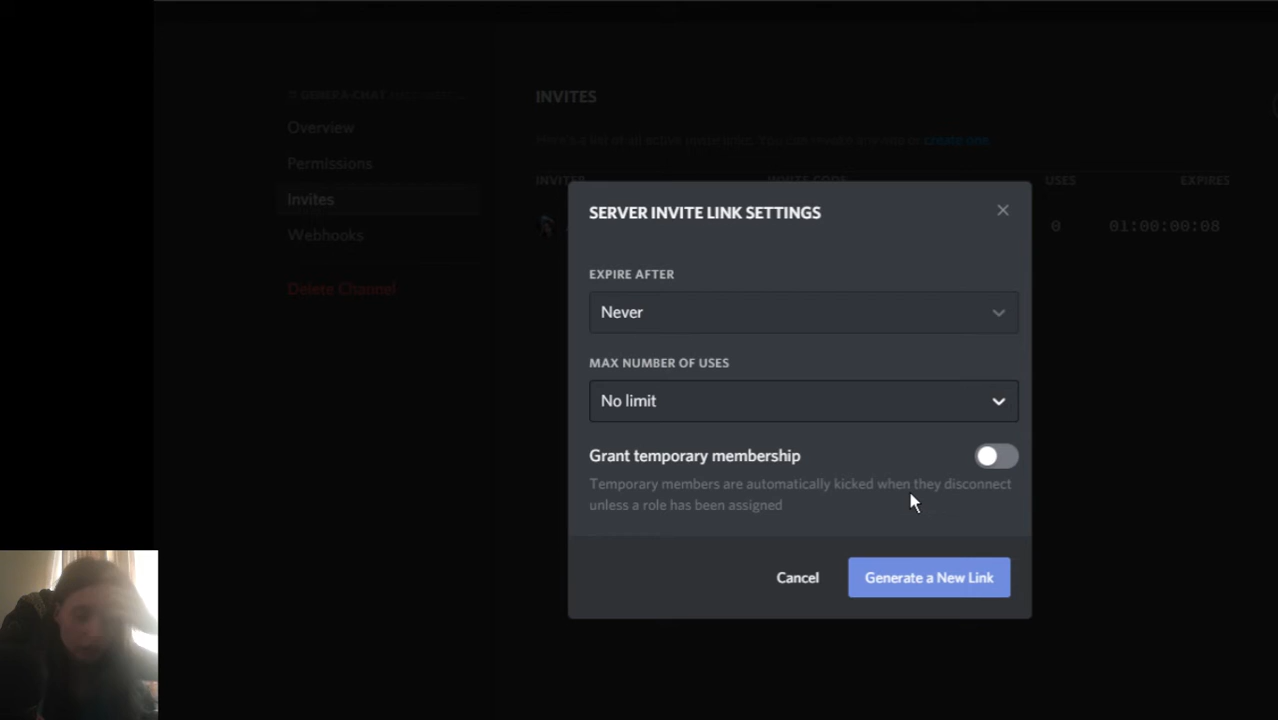 Overview
Permissions
Invites
Webhooks
Delete Channel
INVITES
create one.
INVITER INVITE CODE USES EXPIRES
0 01:00:00:08
SERVER INVITE LINK SETTINGS
EXPIRE AFTER
Never
MAX NUMBER OF USES
No limit
Grant temporary membership
Temporary members are automatically kicked when they disconnect
unless a role has been assigned
Cancel Generate a New Link